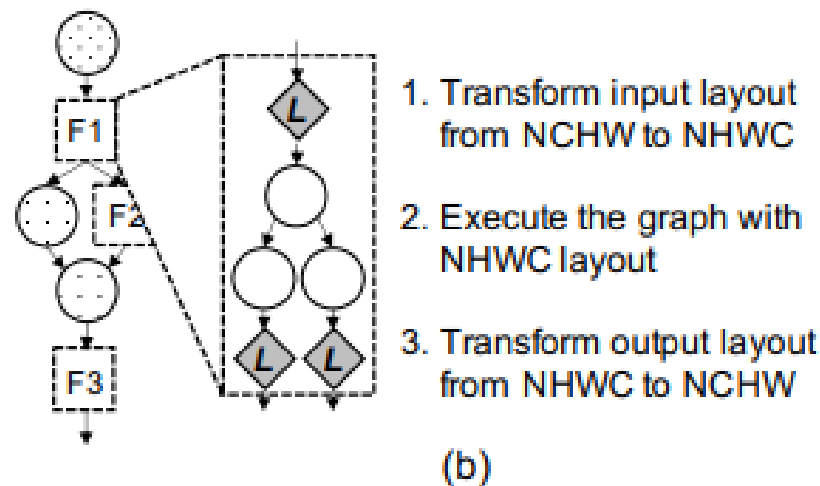 F1
F2
F3
L
L
L
1. Transform input layout
from NCHW to NHWC
2. Execute the graph with
NHWC layout
3. Transform output layout
from NHWC to NCHW
(b)